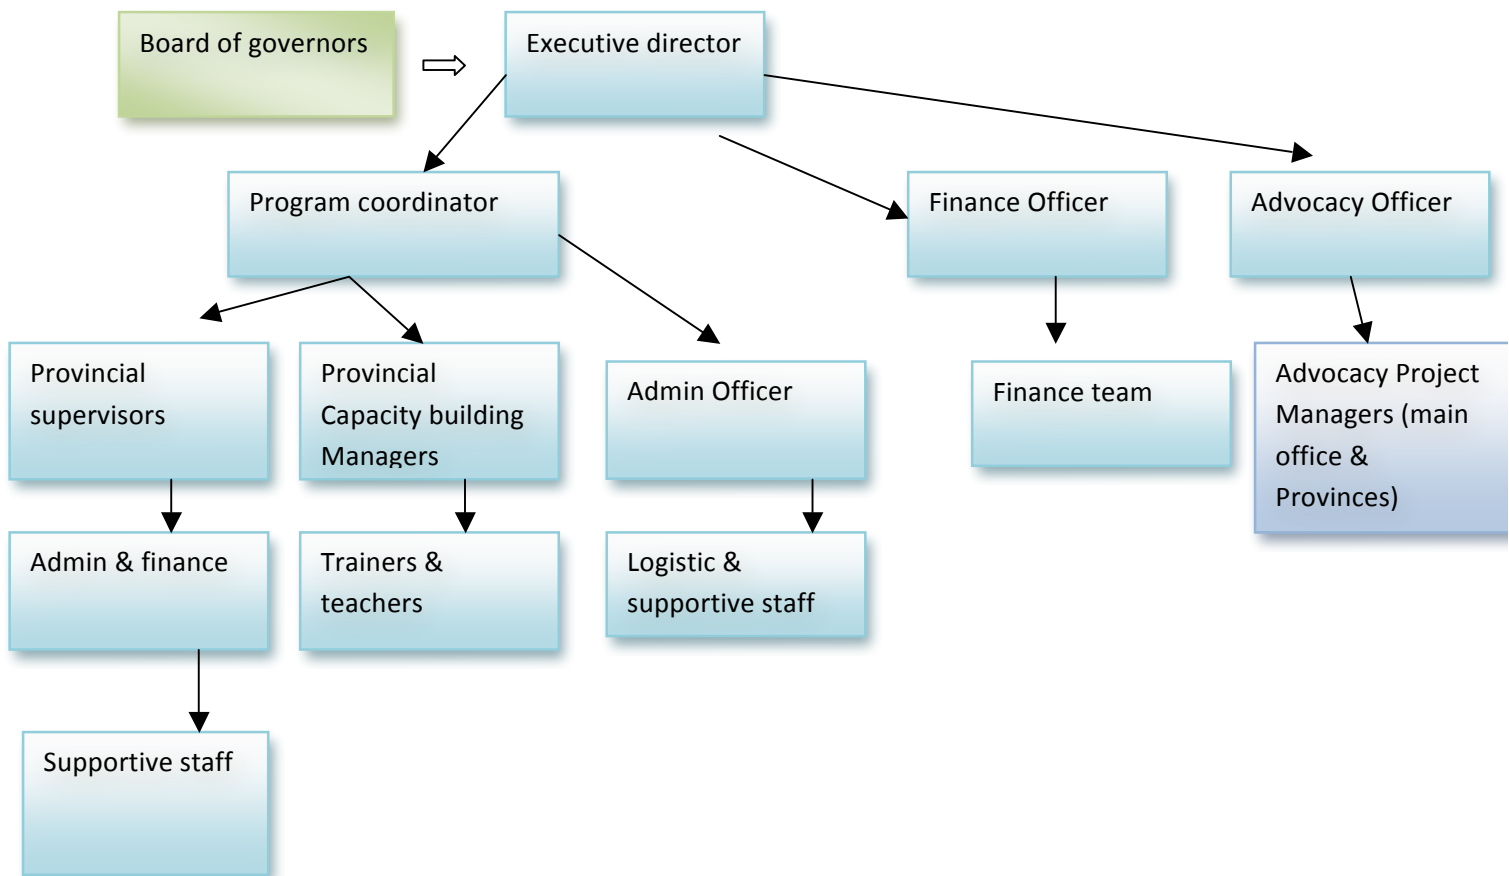 Board of governors
Executive director
Program coordinator
Finance Officer
Advocacy Officer
Provincial
supervisors
Provincial
Capacity building
Managers
Admin Officer
Finance team
Advocacy Project
Managers (main
office &
Provinces)
Admin & finance
Trainers &
teachers
Logistic &
supportive staff
Supportive staff